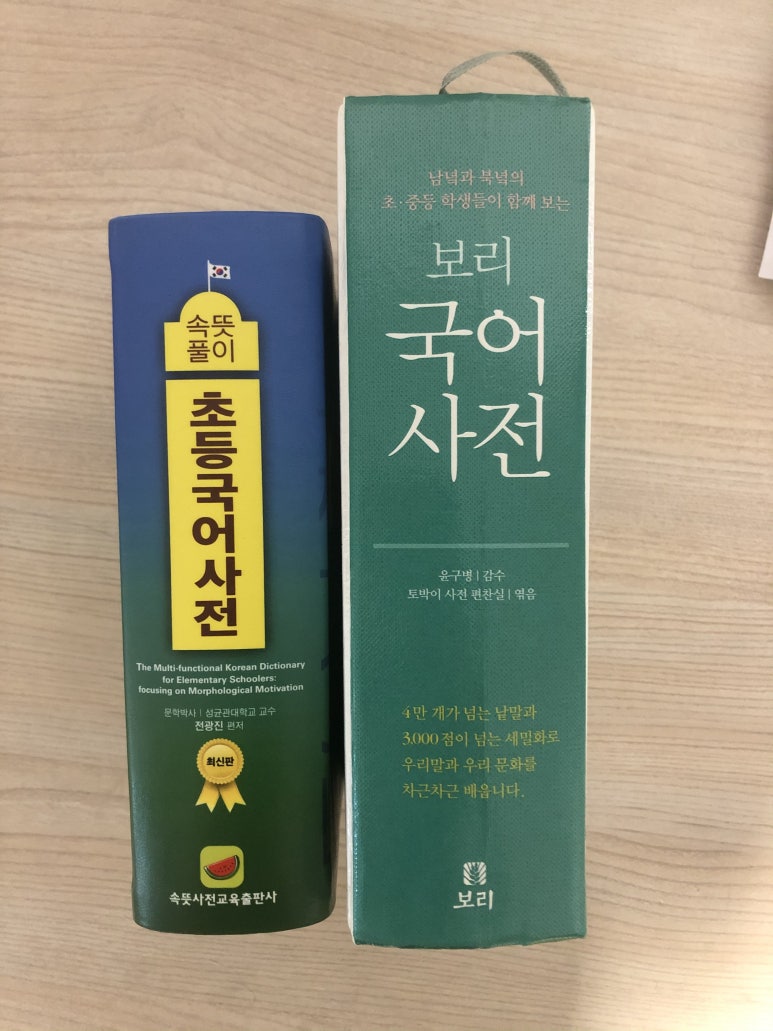 속뜻
풀이
초등국어사전
The Multi-functional Korean Dictionary
for Elementary Schoolers:
focusing on Morphological Motivation
문학박사 | 성균관대학교 교수
전광진 편저
최신판
속뜻사전교육출판사
남녘과 북녘의
초·중등 학생들이 함께 보는
보리
국어
사전
윤구병 | 감수
토박이 사전 편찬실 | 엮음
4만 개가 넘는 낱말과
3,000 점이 넘는 세밀화로
우리말과 우리 문화를
차근차근 배웁니다.
보리